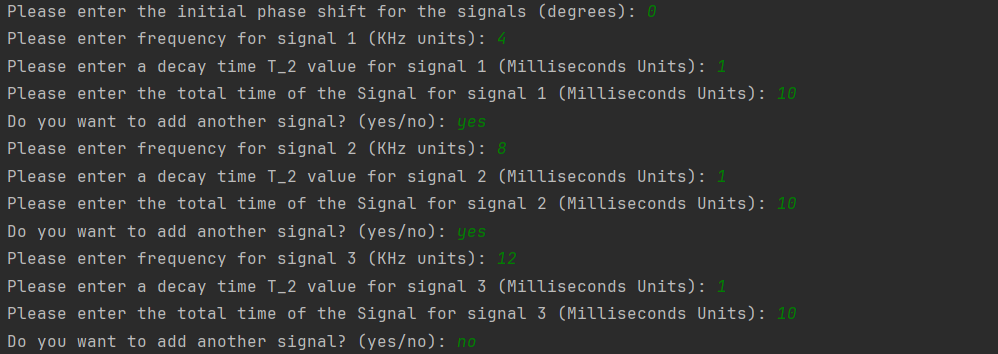 Please enter the initial phase shift for the signals (degrees): 0
Please enter frequency for signal 1 (KHz units): 4
Please enter a decay time T_2 value for signal 1 (Milliseconds Units): 1
Please enter the total time of the Signal for signal 1 (Milliseconds Units): 10
Do you want to add another signal? (yes/no): yes
Please enter frequency for signal 2 (KHz units): 8
Please enter a decay time T_2 value for signal 2 (Milliseconds Units): 1
Please enter the total time of the Signal for signal 2 (Milliseconds Units): 10
Do you want to add another signal? (yes/no): yes
Please enter frequency for signal 3 (KHz units): 12
Please enter a decay time T_2 value for signal 3 (Milliseconds Units): 1
Please enter the total time of the Signal for signal 3 (Milliseconds Units): 10
Do you want to add another signal? (yes/no): no